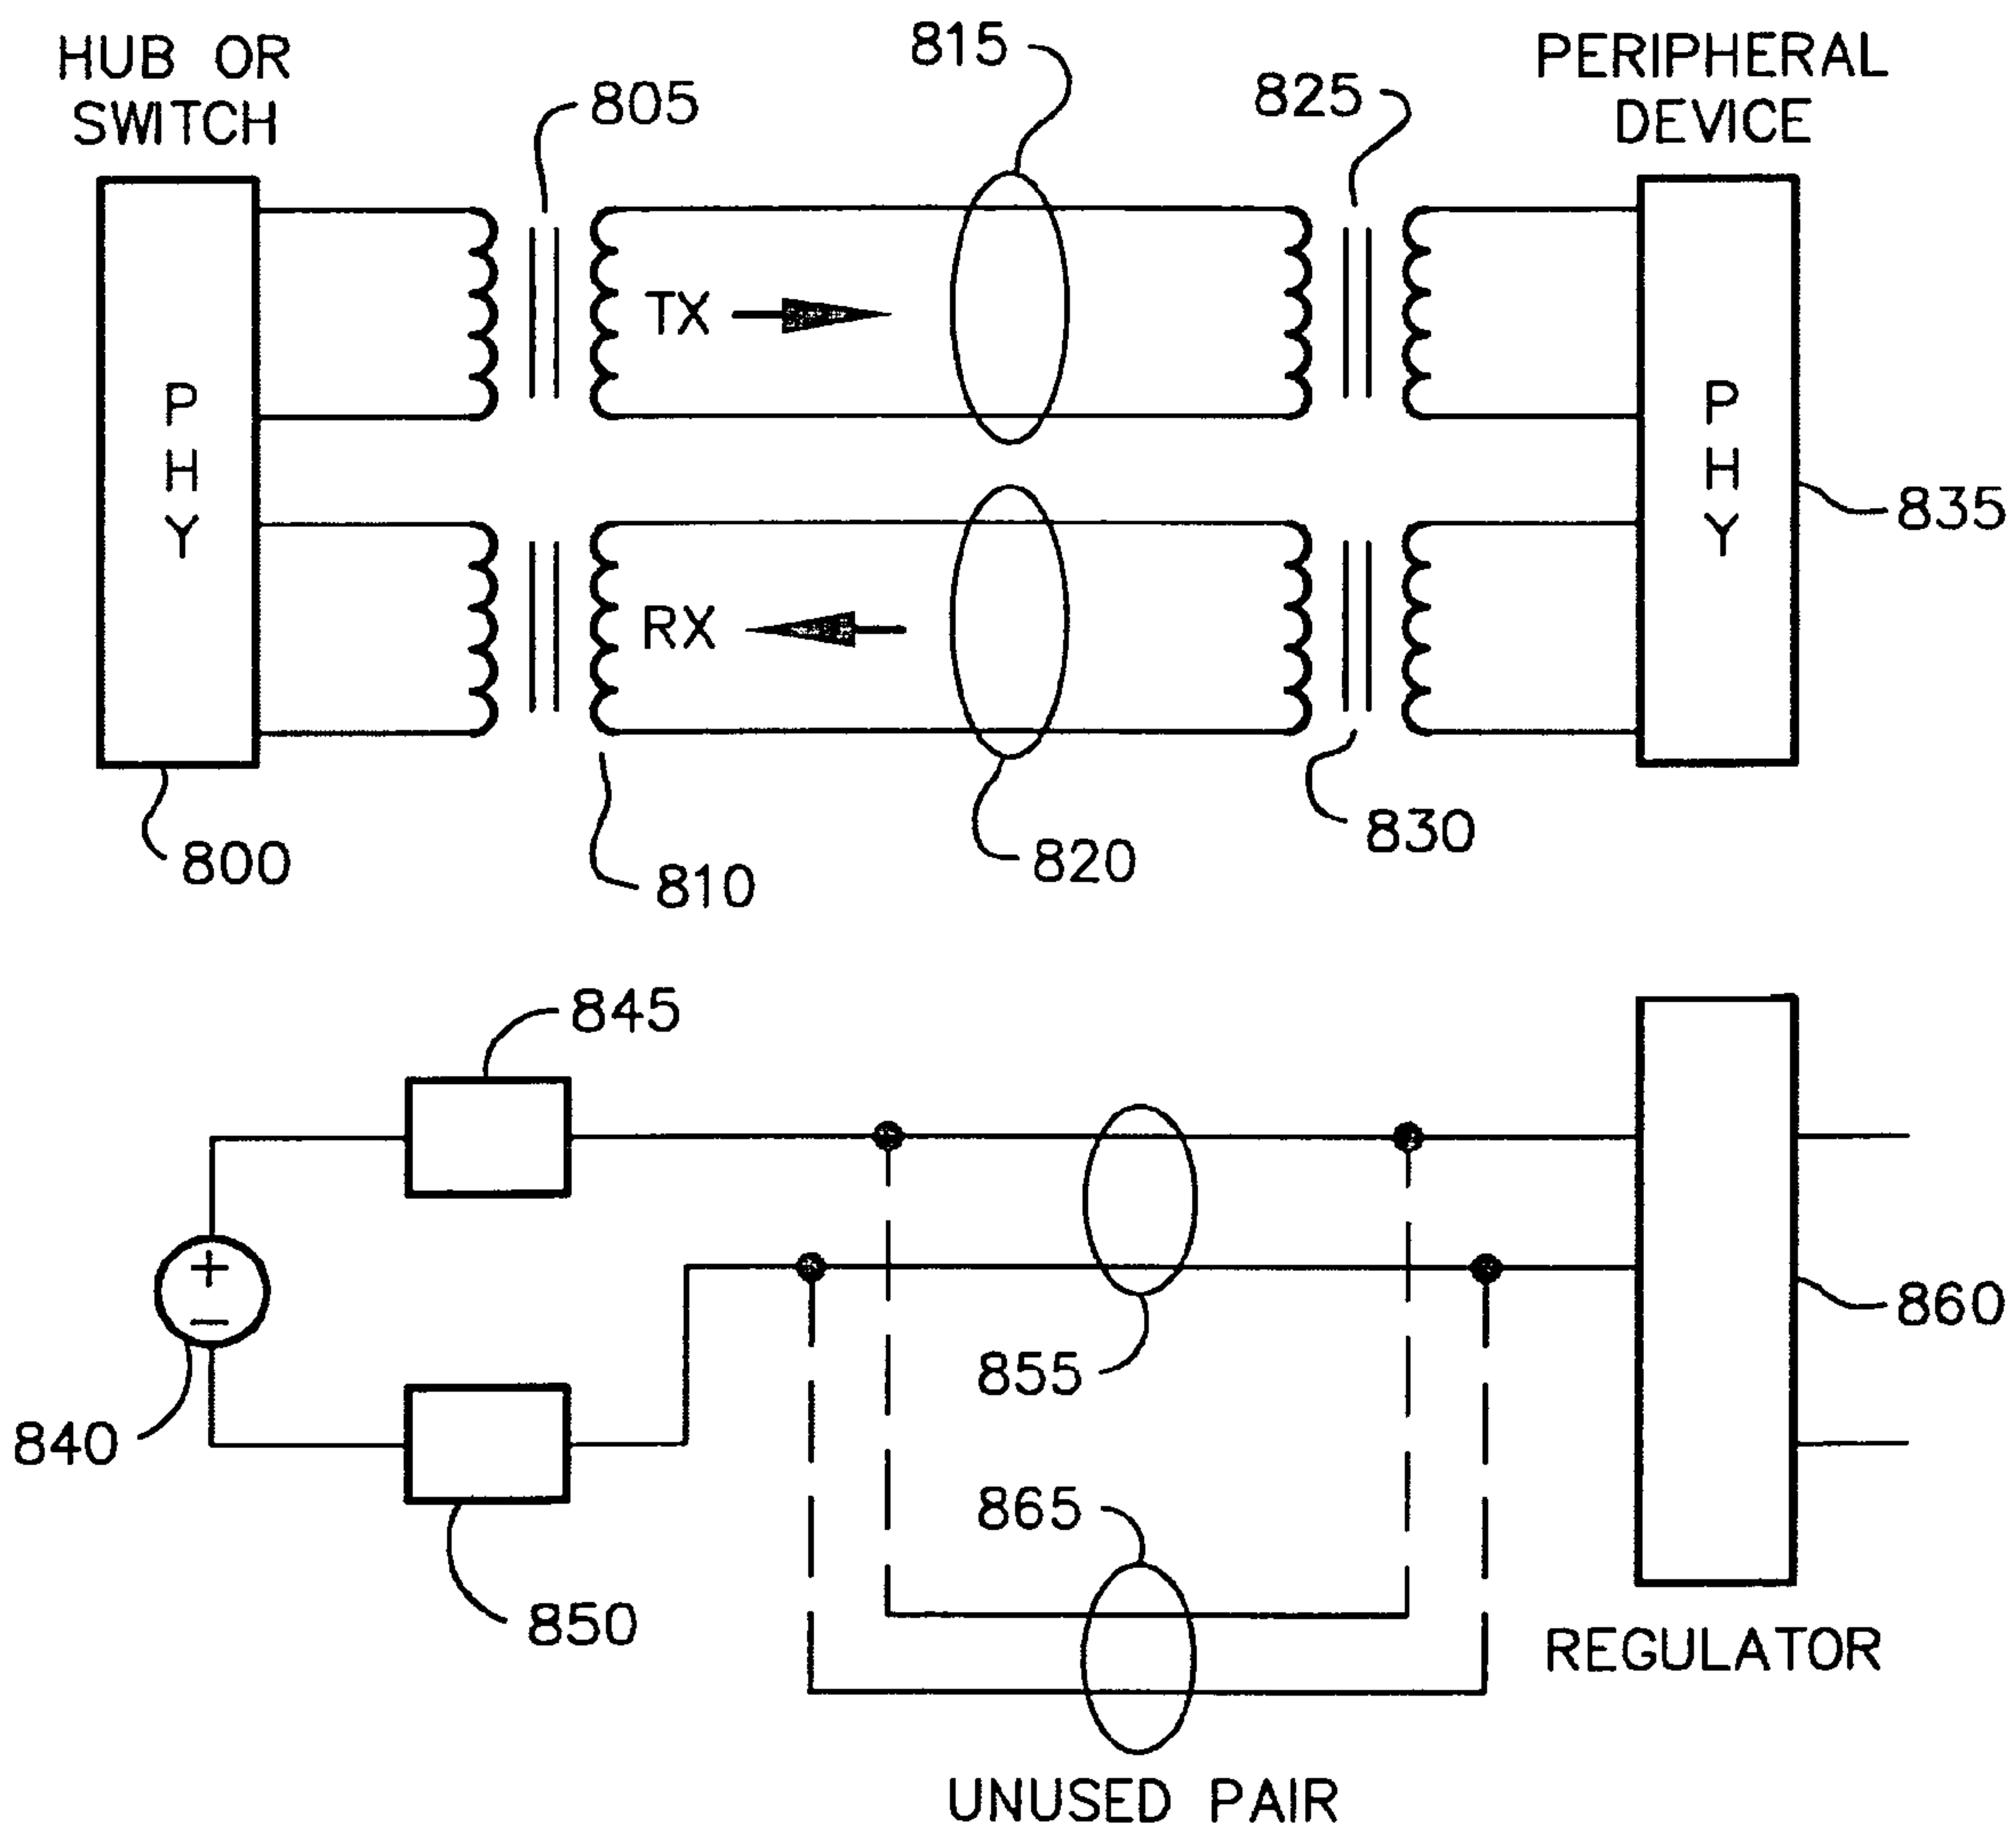 HUB OR
SWITCH
805
815
825
PERIPHERAL
DEVICE
TX
P
H
Y
P
H
Y
835
RX
800
810
820
830
845
+
−
840
855
860
865
850
REGULATOR
UNUSED PAIR